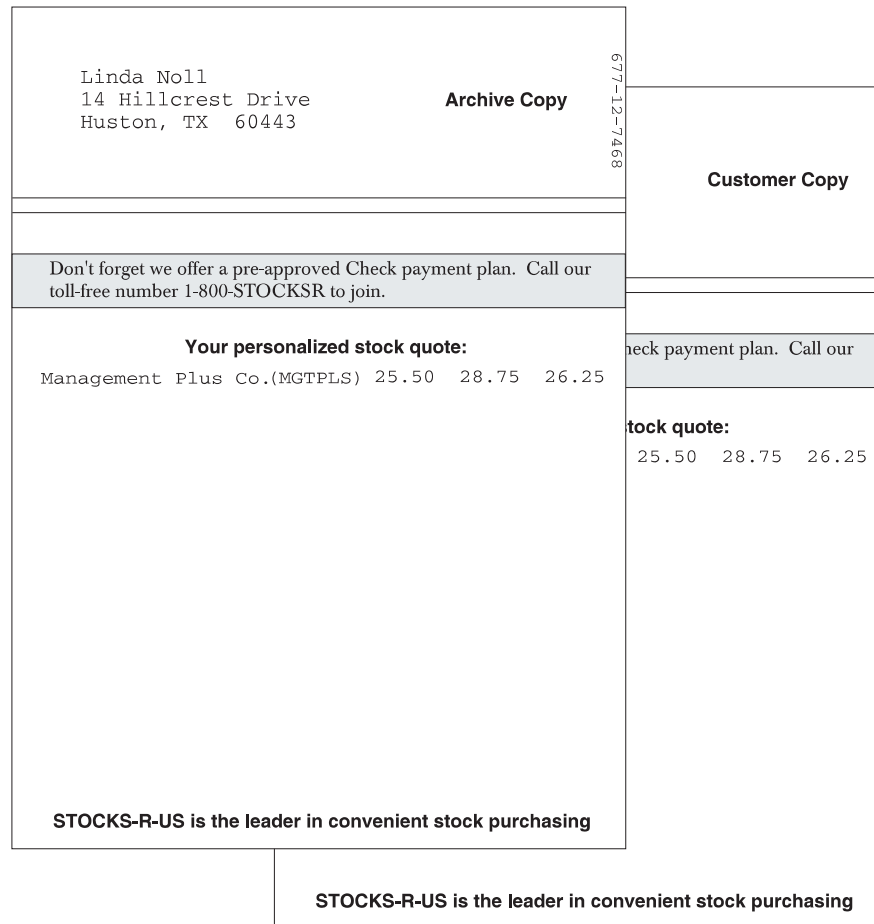 Linda Noll
14 Hillcrest Drive
Huston, TX 60443
Archive Copy
677-12-7468
Don't forget we offer a pre-approved Check payment plan. Call our
toll-free number 1-800-STOCKSR to join.
Your personalized stock quote:
Management Plus Co.(MGTPLS) 25.50 28.75 26.25
STOCKS-R-US is the leader in convenient stock purchasing
Customer Copy
heck payment plan. Call our
stock quote:
25.50 28.75 26.25
STOCKS-R-US is the leader in convenient stock purchasing